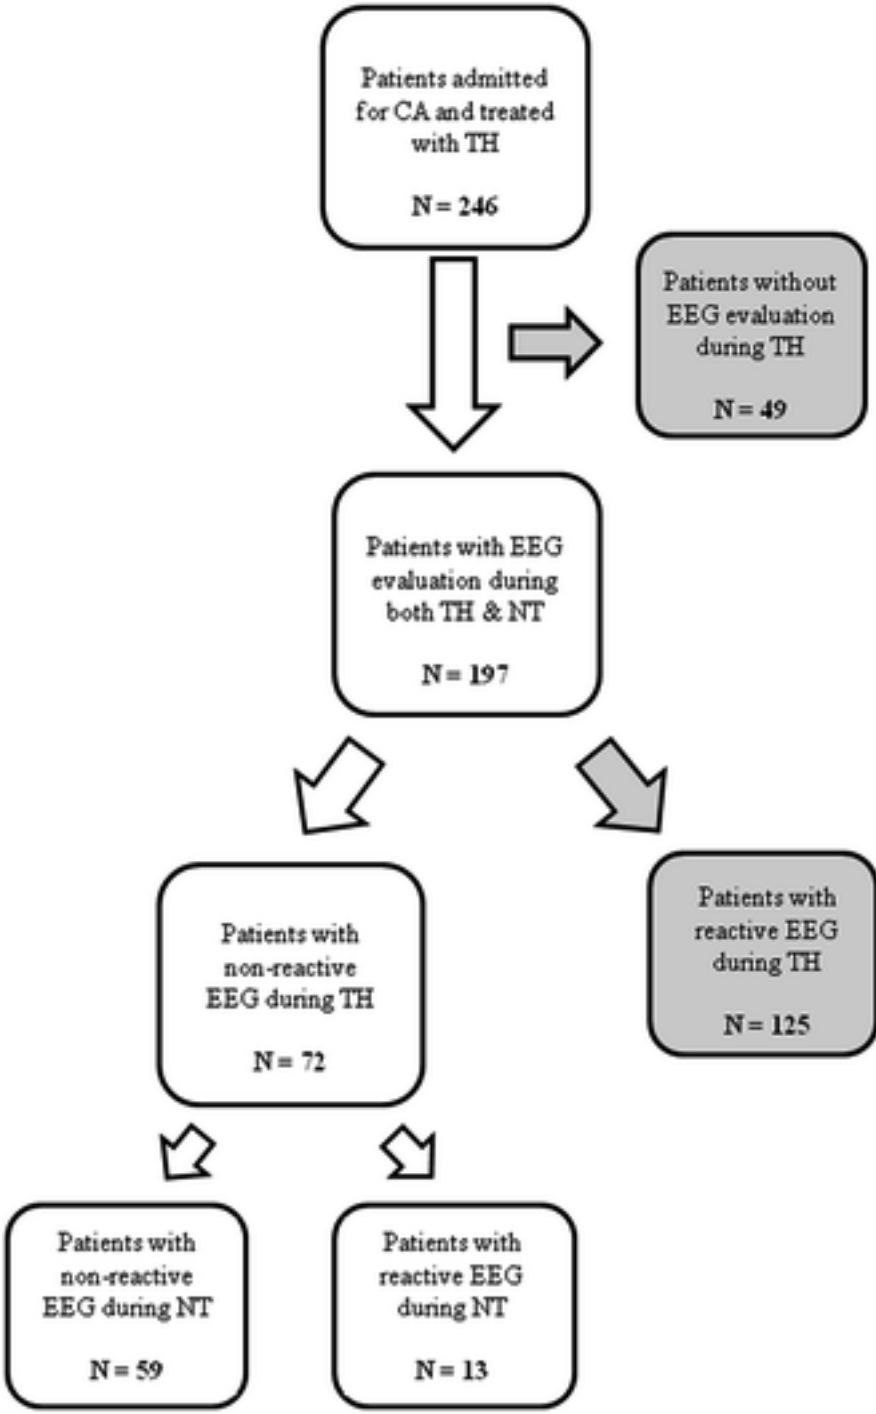 Patients admitted
for CA and treated
with TH
N = 246
Patients without
EEG evaluation
during TH
N = 49
Patients with EEG
evaluation during
both TH & NT
N = 197
Patients with
non-reactive
EEG during TH
N = 72
Patients with
reactive EEG
during TH
N = 125
Patients with
non-reactive
EEG during NT
N = 59
Patients with
reactive EEG
during NT
N = 13